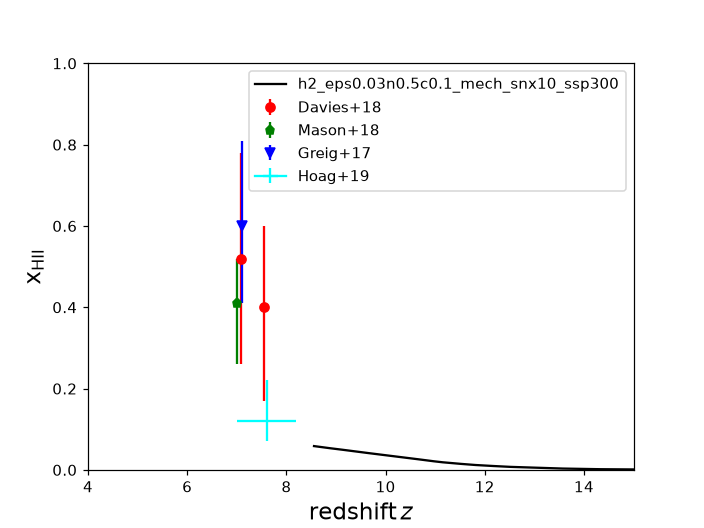 1.0
0.8
0.6
0.4
0.2
0.0
x_HII
h2_eps0.03n0.5c0.1_mech_snx10_ssp300
Davies+18
Mason+18
Greig+17
Hoag+19
4 6 8 10 12 14
redshift z